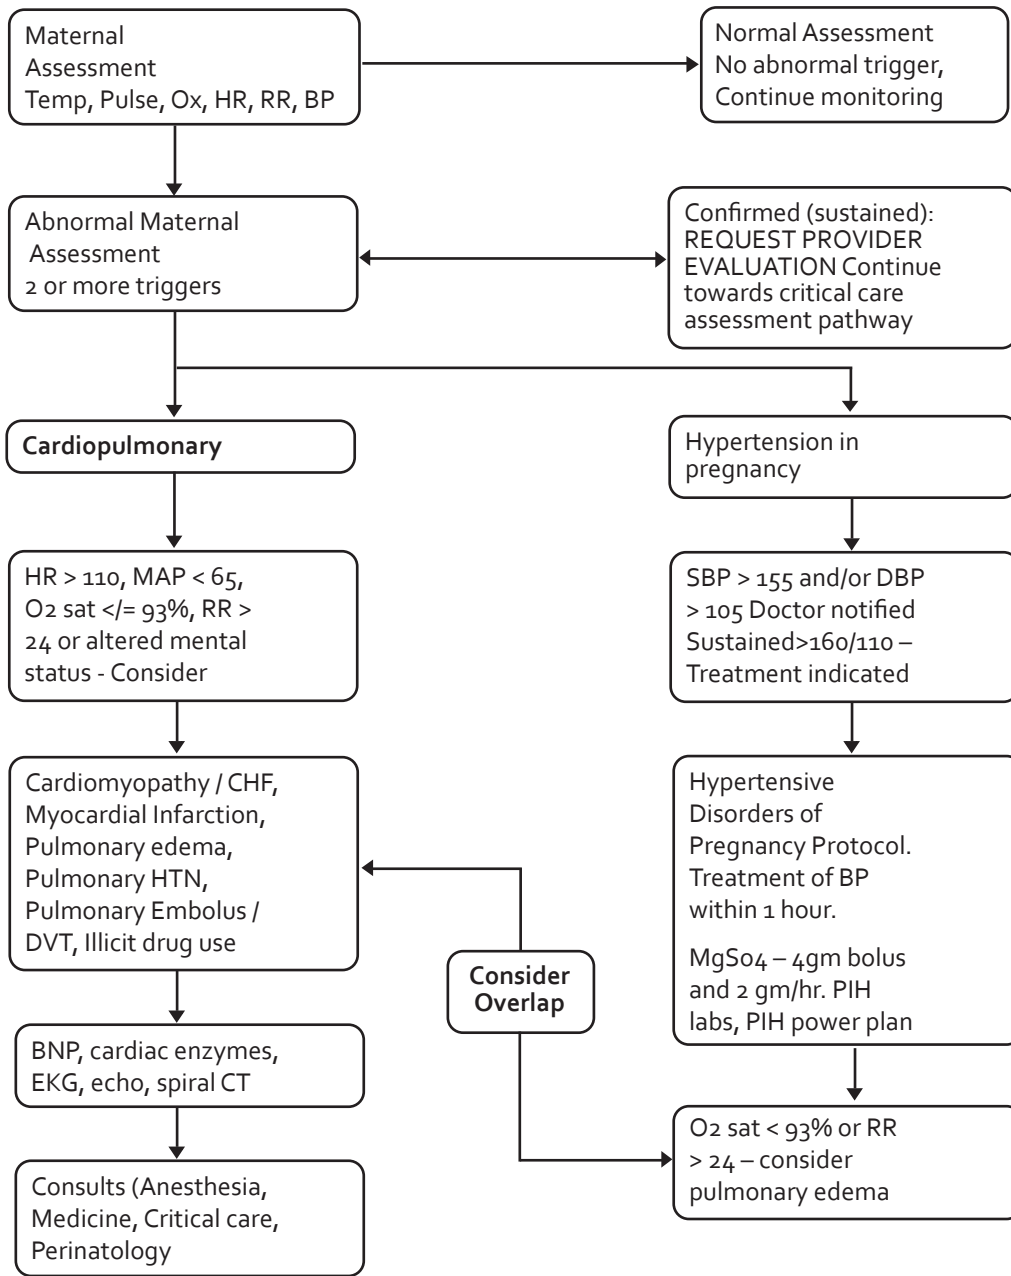 Maternal
Assessment
Temp, Pulse, Ox, HR, RR, BP
Normal Assessment
No abnormal trigger,
Continue monitoring
Abnormal Maternal
Assessment
2 or more triggers
Confirmed (sustained):
REQUEST PROVIDER
EVALUATION Continue
towards critical care
assessment pathway
Cardiopulmonary
Hypertension in
pregnancy
HR > 110, MAP < 65,
O2 sat </= 93%, RR >
24 or altered mental
status - Consider
SBP > 155 and/or DBP
> 105 Doctor notified
Sustained>160/110 –
Treatment indicated
Cardiomyopathy / CHF,
Myocardial Infarction,
Pulmonary edema,
Pulmonary HTN,
Pulmonary Embolus /
DVT, Illicit drug use
Hypertensive
Disorders of
Pregnancy Protocol.
Treatment of BP
within 1 hour.
MgSo4 – 4gm bolus
and 2 gm/hr. PIH
labs, PIH power plan
Consider
Overlap
BNP, cardiac enzymes,
EKG, echo, spiral CT
O2 sat < 93% or RR
> 24 – consider
pulmonary edema
Consults (Anesthesia,
Medicine, Critical care,
Perinatology